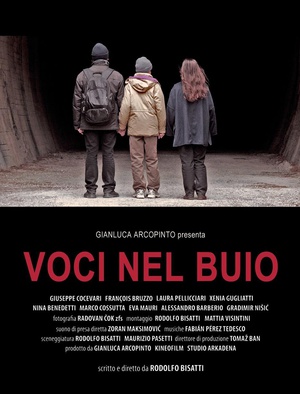 GIANLUCA ARCOPINTO presenta
VOCI NEL BUIO
GIUSEPPE COCEVARI FRANÇOIS BRUZZO LAURA PELLICCIARI XENIA GUGLIATTI
NINA BENEDETTI MARCO COSSUTTA EVA MAURI ALESSANDRO BARBERIO GRADIMIR NIŠIĆ
fotografia RADOVAN ČOK zfs montaggio RODOLFO BISATTI MATTIA VISINTINI
suono di presa diretta ZORAN MAKSIMOVIĆ musiche FABIÁN PÉREZ TEDESCO
sceneggiatura RODOLFO BISATTI MAURIZIO PASETTI direttore di produzione TOMAŽ BAN
prodotto da GIANLUCA ARCOPINTO KINEOFILM STUDIO ARKADENA
scritto e diretto da RODOLFO BISATTI